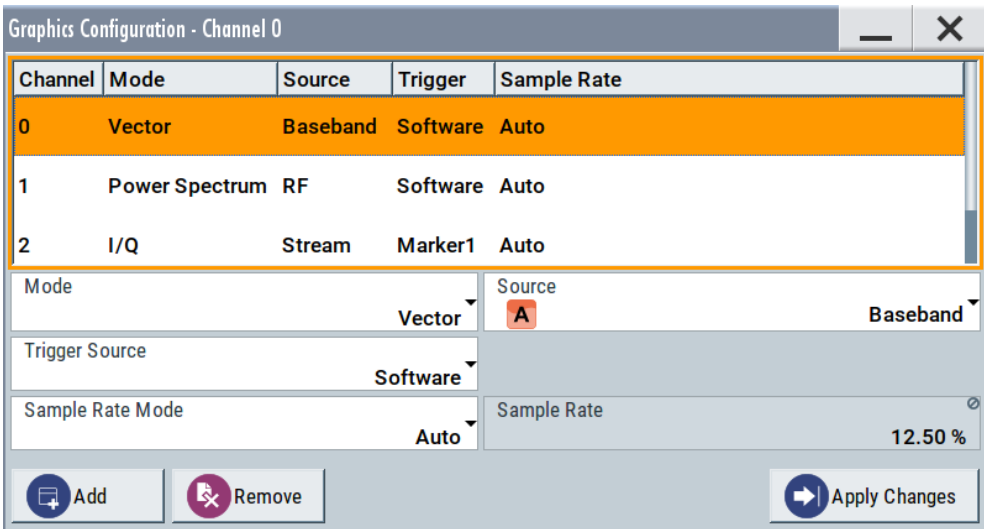 Graphics Configuration - Channel 0
Channel Mode Source Trigger Sample Rate
0 Vector Baseband Software Auto
1 Power Spectrum RF Software Auto
2 I/Q Stream Marker1 Auto
Mode
Vector
Source
A Baseband
Trigger Source
Software
Sample Rate Mode
Auto
Sample Rate
12.50 %
Add Remove Apply Changes